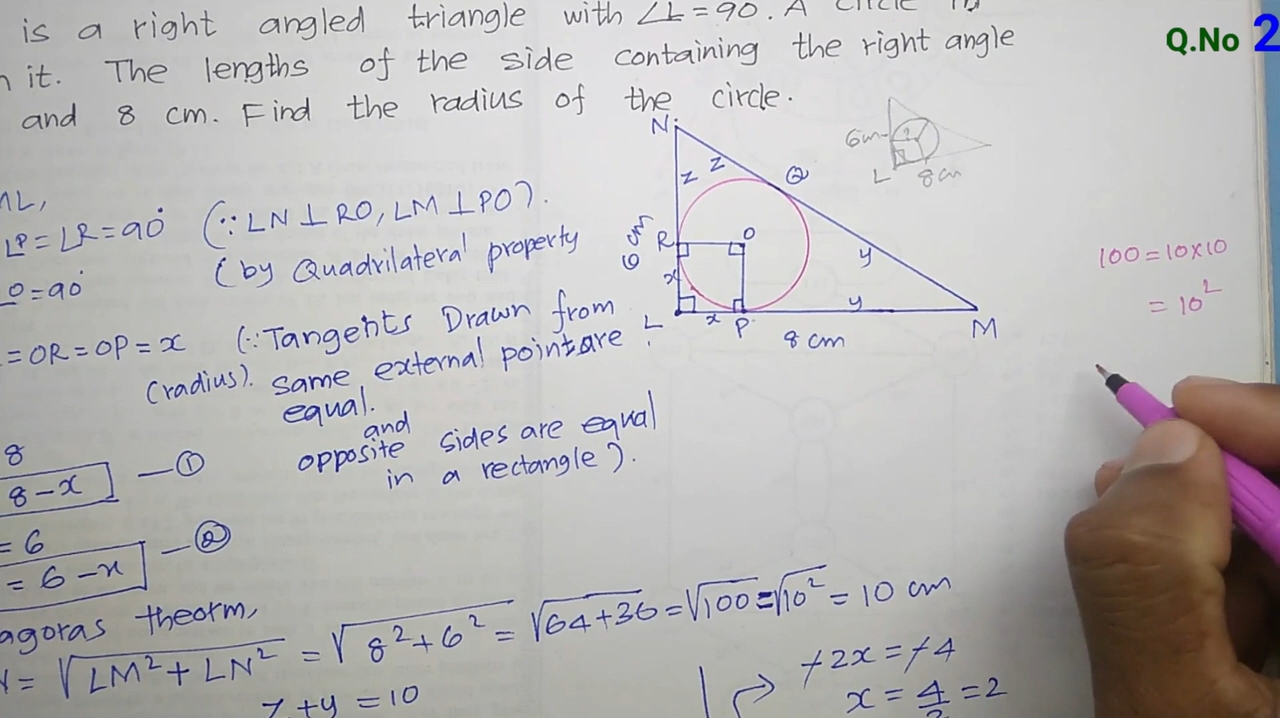 is a right angled triangle with ∠L = 90. A circle in
it. The lengths of the side containing the right angle
and 8 cm. Find the radius of the circle.
Q.No 2
N
z z
Q
6 cm
R
O
x
y
y
L
x
P
8 cm
M
6cm
?
L
8cm
100 = 10×10
= 10²
ML,
∠P = ∠R = 90° (∵ LN ⊥ RO, LM ⊥ PO).
∠O = 90° (by Quadrilateral property
= OR = OP = x (∵ Tangents Drawn from
(radius). same external point are
equal.
and
opposite sides are equal
in a rectangle).
8
8 - x — ①
= 6
= 6 - x — ②
agoras theorm,
= √LM² + LN² = √8² + 6² = √64+36 = √100 = √10² = 10 cm
z + y = 10
+2x = +4
x = 4/2 = 2